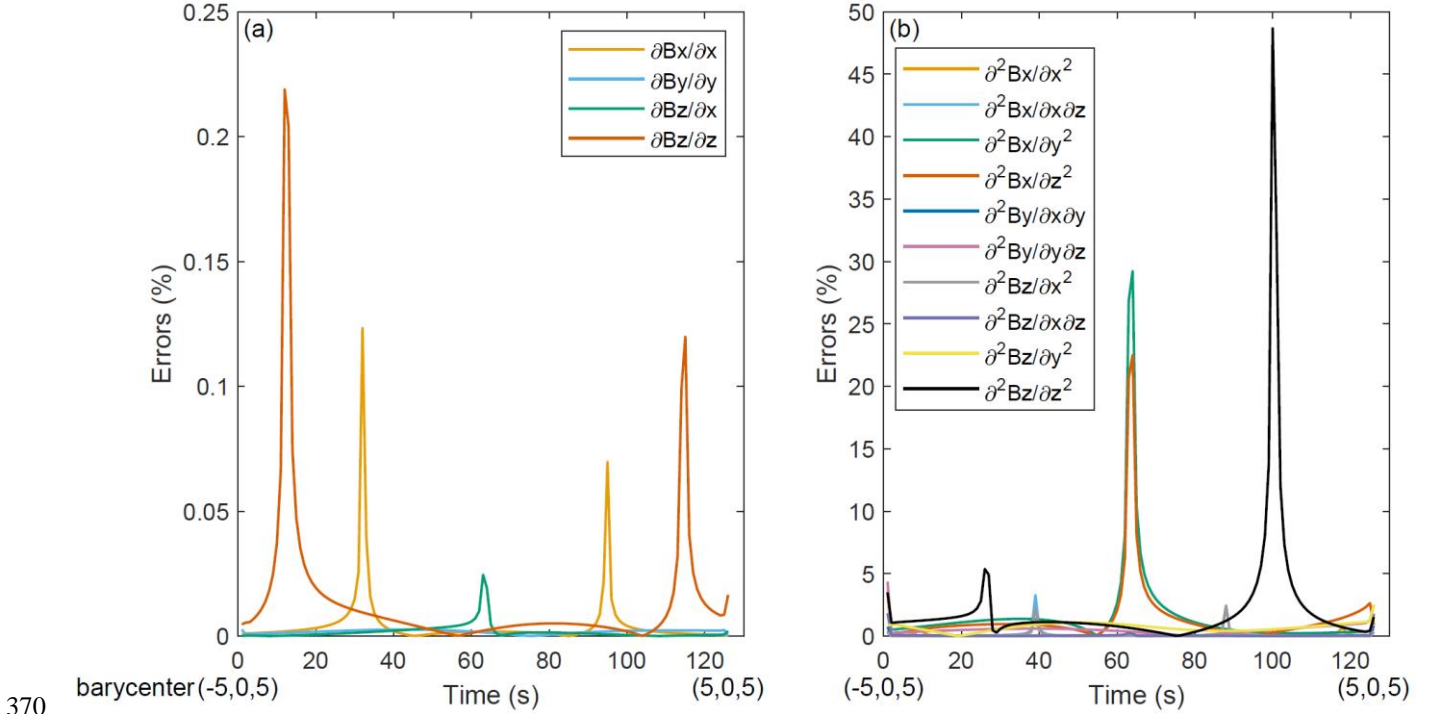 (a)
0.25
0.2
0.15
0.1
0.05
0
Errors (%)
∂Bx/∂x
∂By/∂y
∂Bz/∂x
∂Bz/∂z
0 20 40 60 80 100 120
barycenter(-5,0,5) Time (s) (5,0,5)
(b)
50
45
40
35
30
25
20
15
10
5
0
Errors (%)
∂²Bx/∂x²
∂²Bx/∂x∂z
∂²Bx/∂y²
∂²Bx/∂z²
∂²By/∂x∂y
∂²By/∂y∂z
∂²Bz/∂x²
∂²Bz/∂x∂z
∂²Bz/∂y²
∂²Bz/∂z²
0 20 40 60 80 100 120
(-5,0,5) Time (s) (5,0,5)
370